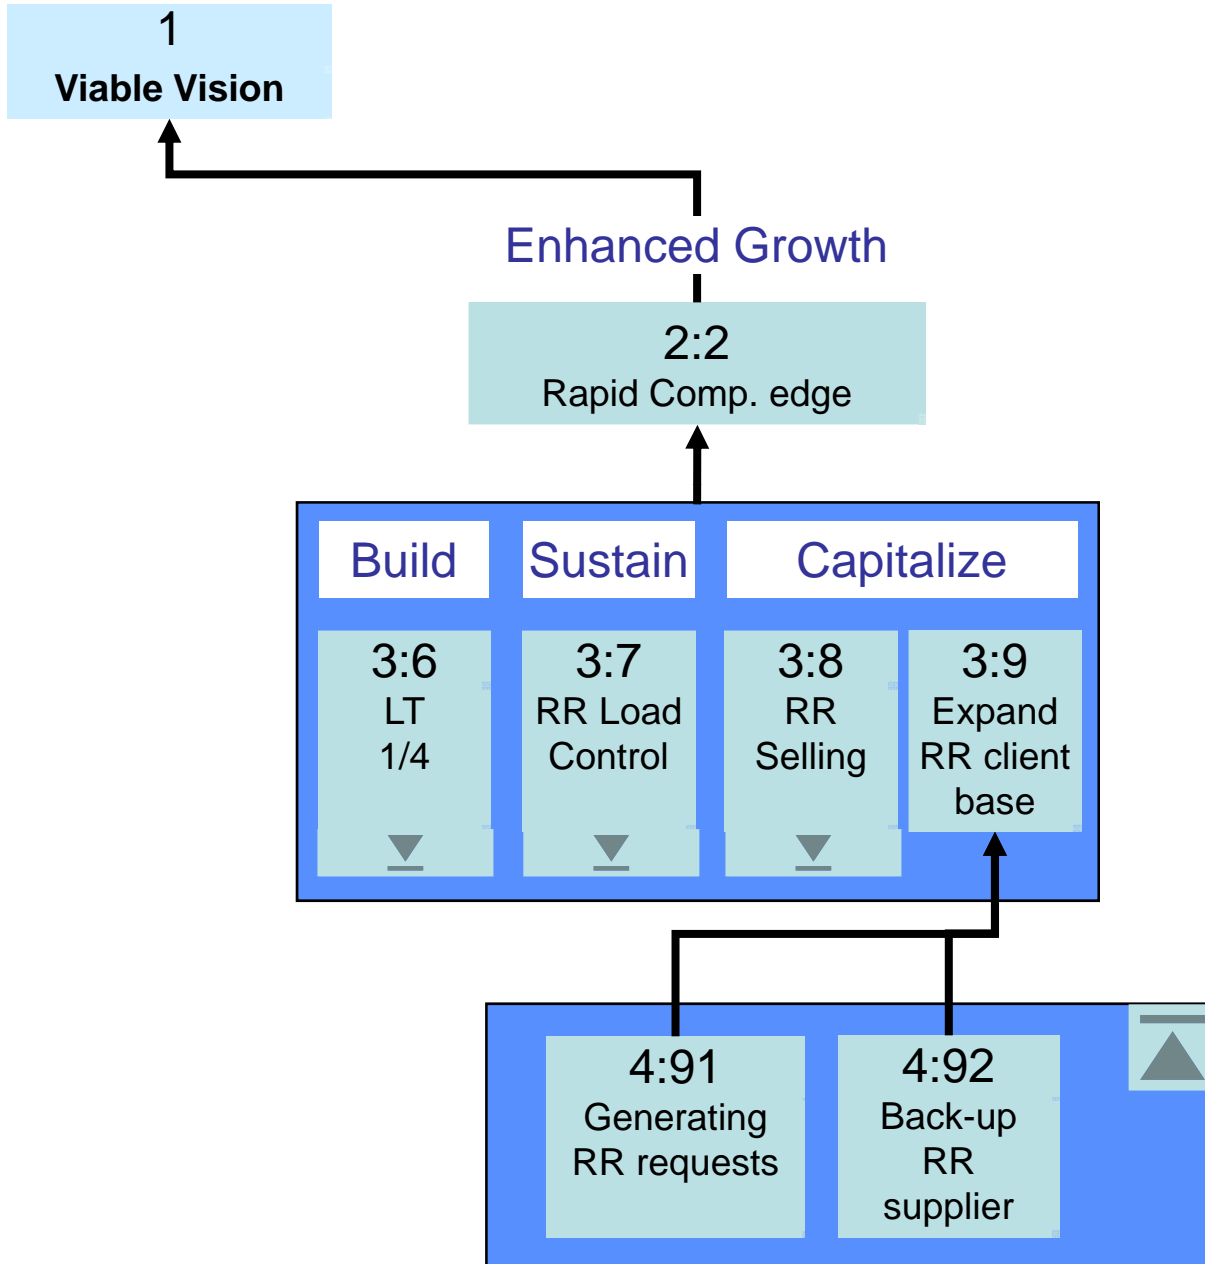 1
Viable Vision
Enhanced Growth
2:2
Rapid Comp. edge
Build
Sustain
Capitalize
3:6
LT
1/4
3:7
RR Load
Control
3:8
RR
Selling
3:9
Expand
RR client
base
4:91
Generating
RR requests
4:92
Back-up
RR
supplier